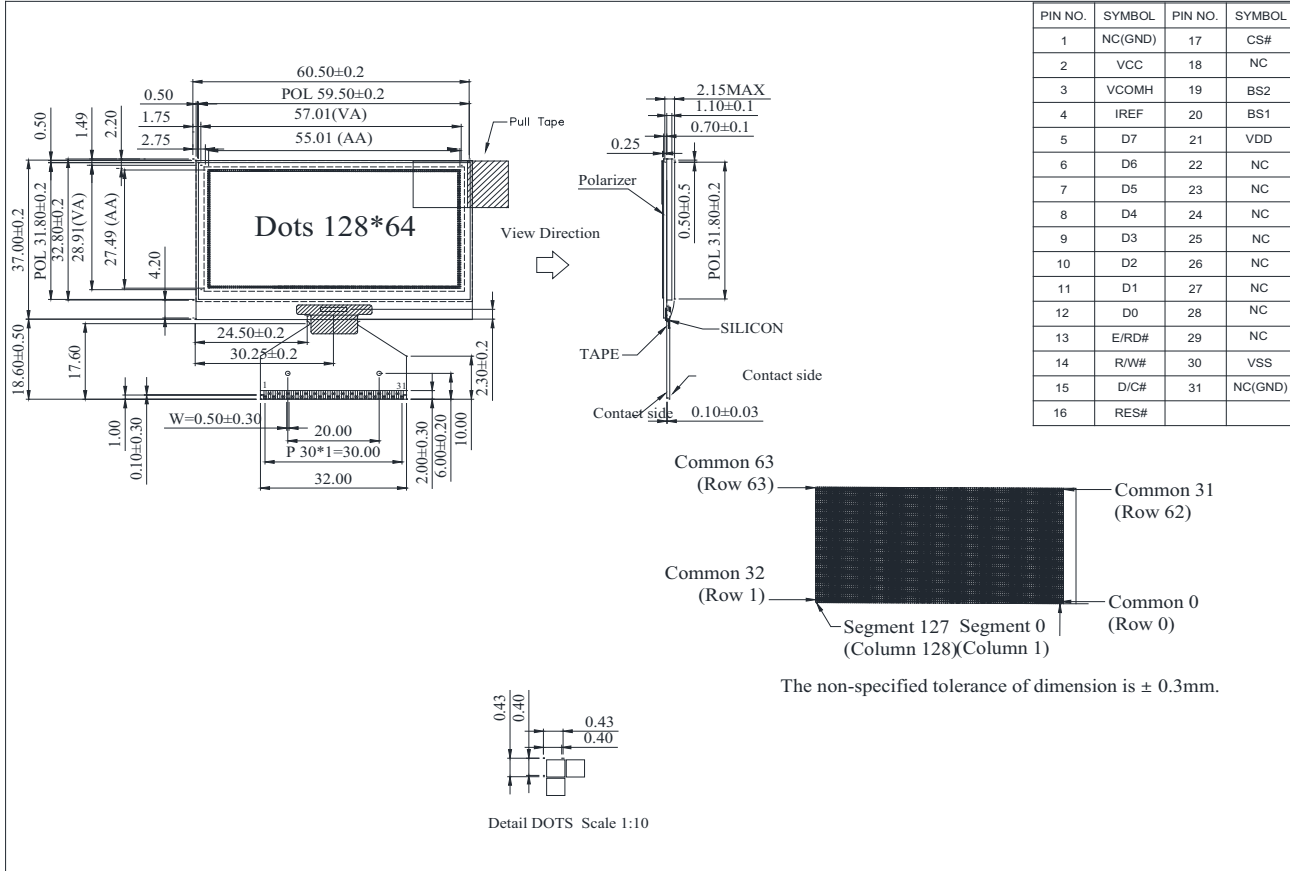 PIN NO. SYMBOL PIN NO. SYMBOL
1 NC(GND) 17 CS#
2 VCC 18 NC
3 VCOMH 19 BS2
4 IREF 20 BS1
5 D7 21 VDD
6 D6 22 NC
7 D5 23 NC
8 D4 24 NC
9 D3 25 NC
10 D2 26 NC
11 D1 27 NC
12 D0 28 NC
13 E/RD# 29 NC
14 R/W# 30 VSS
15 D/C# 31 NC(GND)
16 RES#
60.50±0.2
0.50 POL 59.50±0.2
1.75 57.01(VA)
2.75 55.01 (AA)
Pull Tape
0.50
1.49
2.20
37.00±0.2
POL 31.80±0.2
32.80±0.2
28.91(VA)
27.49 (AA)
4.20
Dots 128*64
View Direction
18.60±0.50
17.60
24.50±0.2
30.25±0.2
2.30±0.2
1 31
W=0.50±0.30
20.00
P 30*1=30.00
32.00
1.00
0.10±0.30
2.00±0.30
6.00±0.20
10.00
2.15MAX
1.10±0.1
0.70±0.1
0.25
Polarizer
0.50±0.5
POL 31.80±0.2
SILICON
TAPE
Contact side
Contact side
0.10±0.03
Common 63
(Row 63)
Common 31
(Row 62)
Common 32
(Row 1)
Common 0
(Row 0)
Segment 127 Segment 0
(Column 128)(Column 1)
The non-specified tolerance of dimension is ± 0.3mm.
0.43
0.40
0.43
0.40
Detail DOTS Scale 1:10